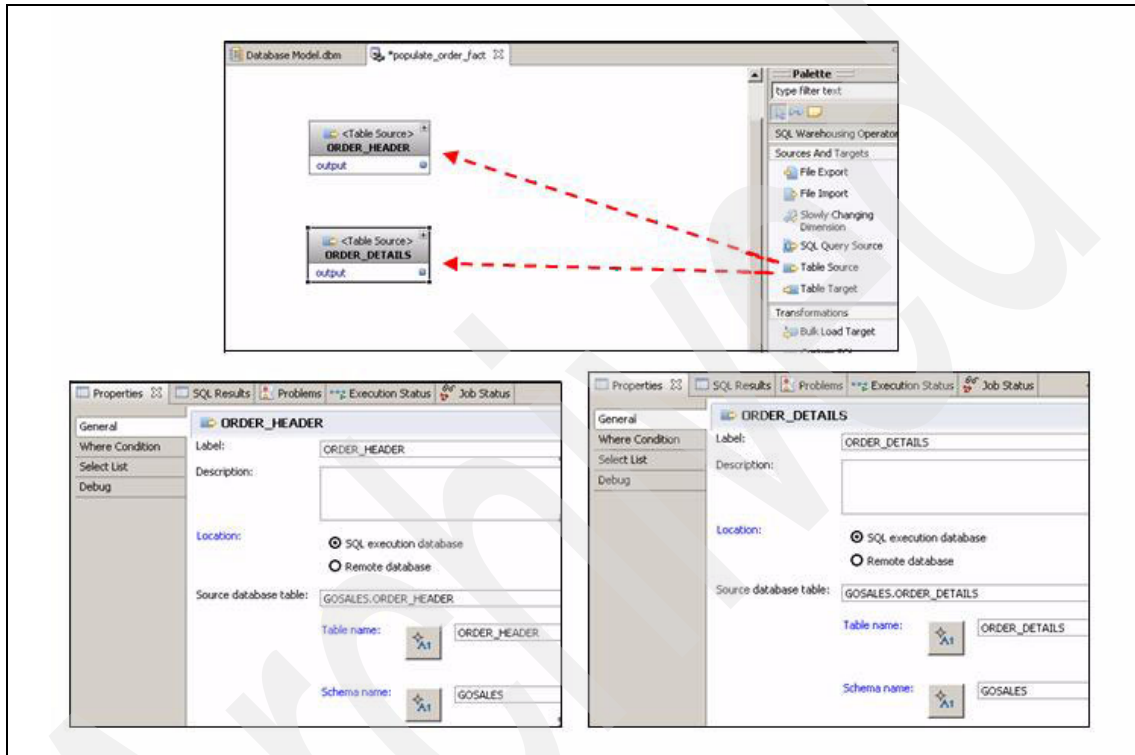 Database Model.dbm
*populate_order_fact
Palette
type filter text
SQL Warehousing Operator
Sources And Targets
File Export
File Import
Slowly Changing
Dimension
SQL Query Source
Table Source
Table Target
Transformations
Bulk Load Target
<Table Source>
ORDER_HEADER
output
<Table Source>
ORDER_DETAILS
output
Properties SQL Results Problems Execution Status Job Status
General
Where Condition
Select List
Debug
ORDER_HEADER
Label: ORDER_HEADER
Description:
Location: SQL execution database
Remote database
Source database table: GOSALES.ORDER_HEADER
Table name: ORDER_HEADER
Schema name: GOSALES
Properties SQL Results Problems Execution Status Job Status
General
Where Condition
Select List
Debug
ORDER_DETAILS
Label: ORDER_DETAILS
Description:
Location: SQL execution database
Remote database
Source database table: GOSALES.ORDER_DETAILS
Table name: ORDER_DETAILS
Schema name: GOSALES